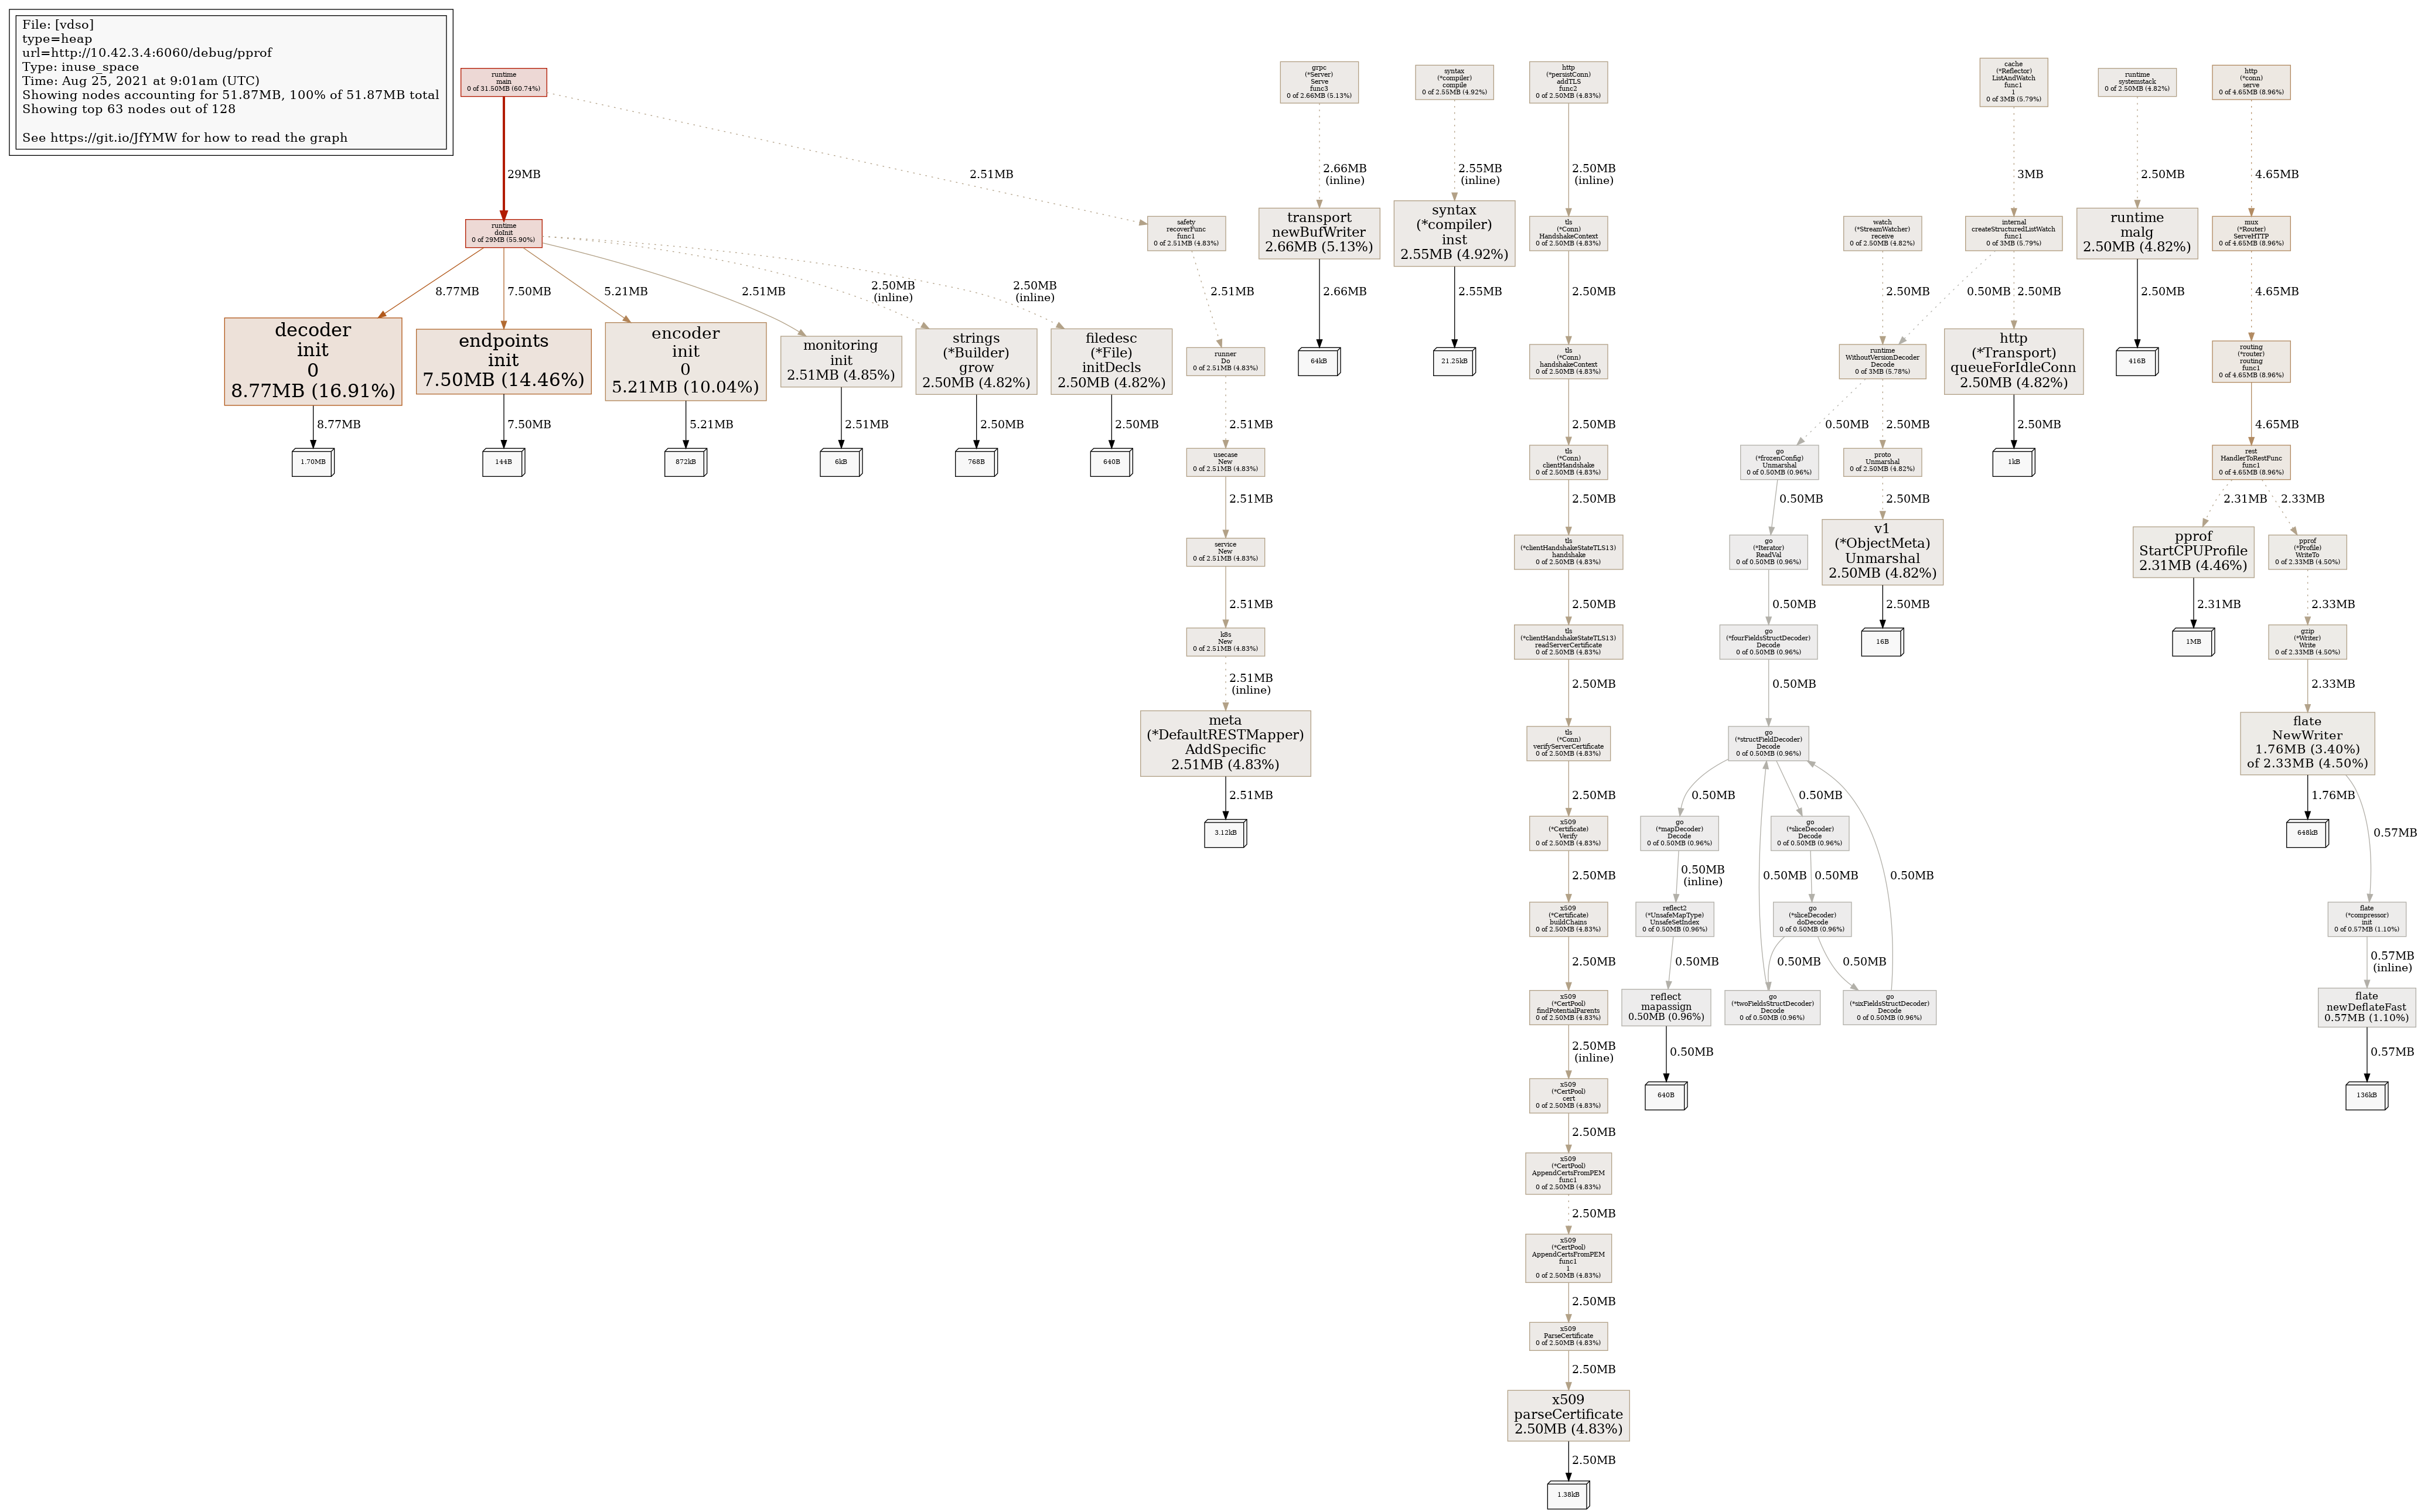 File: [vdso]
type=heap
url=http://10.42.3.4:6060/debug/pprof
Type: inuse_space
Time: Aug 25, 2021 at 9:01am (UTC)
Showing nodes accounting for 51.87MB, 100% of 51.87MB total
Showing top 63 nodes out of 128
See https://git.io/JfYMW for how to read the graph
runtime
main
0 of 31.50MB (60.74%)
29MB
2.51MB
runtime
doInit
0 of 29MB (55.90%)
8.77MB
7.50MB
5.21MB
2.51MB
2.50MB
(inline)
2.50MB
(inline)
decoder
init
0
8.77MB (16.91%)
8.77MB
1.70MB
endpoints
init
7.50MB (14.46%)
7.50MB
144B
encoder
init
0
5.21MB (10.04%)
5.21MB
872kB
monitoring
init
2.51MB (4.85%)
2.51MB
6kB
strings
(*Builder)
grow
2.50MB (4.82%)
2.50MB
768B
filedesc
(*File)
initDecls
2.50MB (4.82%)
2.50MB
640B
safety
recoverFunc
func1
0 of 2.51MB (4.83%)
2.51MB
runner
Do
0 of 2.51MB (4.83%)
2.51MB
usecase
New
0 of 2.51MB (4.83%)
2.51MB
service
New
0 of 2.51MB (4.83%)
2.51MB
k8s
New
0 of 2.51MB (4.83%)
2.51MB
(inline)
meta
(*DefaultRESTMapper)
AddSpecific
2.51MB (4.83%)
2.51MB
3.12kB
grpc
(*Server)
Serve
func3
0 of 2.66MB (5.13%)
2.66MB
(inline)
transport
newBufWriter
2.66MB (5.13%)
2.66MB
64kB
syntax
(*compiler)
compile
0 of 2.55MB (4.92%)
2.55MB
(inline)
syntax
(*compiler)
inst
2.55MB (4.92%)
2.55MB
21.25kB
http
(*persistConn)
addTLS
func2
0 of 2.50MB (4.83%)
2.50MB
(inline)
tls
(*Conn)
HandshakeContext
0 of 2.50MB (4.83%)
2.50MB
tls
(*Conn)
handshakeContext
0 of 2.50MB (4.83%)
2.50MB
tls
(*Conn)
clientHandshake
0 of 2.50MB (4.83%)
2.50MB
tls
(*clientHandshakeStateTLS13)
handshake
0 of 2.50MB (4.83%)
2.50MB
tls
(*clientHandshakeStateTLS13)
readServerCertificate
0 of 2.50MB (4.83%)
2.50MB
tls
(*Conn)
verifyServerCertificate
0 of 2.50MB (4.83%)
2.50MB
x509
(*Certificate)
Verify
0 of 2.50MB (4.83%)
2.50MB
x509
(*Certificate)
buildChains
0 of 2.50MB (4.83%)
2.50MB
x509
(*CertPool)
findPotentialParents
0 of 2.50MB (4.83%)
2.50MB
(inline)
x509
(*CertPool)
cert
0 of 2.50MB (4.83%)
2.50MB
x509
(*CertPool)
AppendCertsFromPEM
func1
0 of 2.50MB (4.83%)
2.50MB
x509
(*CertPool)
AppendCertsFromPEM
func1
1
0 of 2.50MB (4.83%)
2.50MB
x509
ParseCertificate
0 of 2.50MB (4.83%)
2.50MB
x509
parseCertificate
2.50MB (4.83%)
2.50MB
1.38kB
watch
(*StreamWatcher)
receive
0 of 2.50MB (4.82%)
2.50MB
cache
(*Reflector)
ListAndWatch
func1
1
0 of 3MB (5.79%)
3MB
internal
createStructuredListWatch
func1
0 of 3MB (5.79%)
0.50MB
2.50MB
runtime
WithoutVersionDecoder
Decode
0 of 3MB (5.78%)
0.50MB
2.50MB
http
(*Transport)
queueForIdleConn
2.50MB (4.82%)
2.50MB
1kB
go
(*frozenConfig)
Unmarshal
0 of 0.50MB (0.96%)
0.50MB
proto
Unmarshal
0 of 2.50MB (4.82%)
2.50MB
v1
(*ObjectMeta)
Unmarshal
2.50MB (4.82%)
2.50MB
16B
go
(*Iterator)
ReadVal
0 of 0.50MB (0.96%)
0.50MB
go
(*fourFieldsStructDecoder)
Decode
0 of 0.50MB (0.96%)
0.50MB
go
(*structFieldDecoder)
Decode
0 of 0.50MB (0.96%)
0.50MB
0.50MB
go
(*mapDecoder)
Decode
0 of 0.50MB (0.96%)
go
(*sliceDecoder)
Decode
0 of 0.50MB (0.96%)
0.50MB
(inline)
0.50MB
0.50MB
0.50MB
reflect2
(*UnsafeMapType)
UnsafeSetIndex
0 of 0.50MB (0.96%)
go
(*sliceDecoder)
doDecode
0 of 0.50MB (0.96%)
0.50MB
0.50MB
0.50MB
reflect
mapassign
0.50MB (0.96%)
0.50MB
640B
go
(*twoFieldsStructDecoder)
Decode
0 of 0.50MB (0.96%)
go
(*sixFieldsStructDecoder)
Decode
0 of 0.50MB (0.96%)
runtime
systemstack
0 of 2.50MB (4.82%)
2.50MB
runtime
malg
2.50MB (4.82%)
2.50MB
416B
http
(*conn)
serve
0 of 4.65MB (8.96%)
4.65MB
mux
(*Router)
ServeHTTP
0 of 4.65MB (8.96%)
4.65MB
routing
(*router)
routing
func1
0 of 4.65MB (8.96%)
4.65MB
rest
HandlerToRestFunc
func1
0 of 4.65MB (8.96%)
2.31MB
2.33MB
pprof
StartCPUProfile
2.31MB (4.46%)
2.31MB
1MB
pprof
(*Profile)
WriteTo
0 of 2.33MB (4.50%)
2.33MB
gzip
(*Writer)
Write
0 of 2.33MB (4.50%)
2.33MB
flate
NewWriter
1.76MB (3.40%)
of 2.33MB (4.50%)
1.76MB
648kB
0.57MB
flate
(*compressor)
init
0 of 0.57MB (1.10%)
0.57MB
(inline)
flate
newDeflateFast
0.57MB (1.10%)
0.57MB
136kB